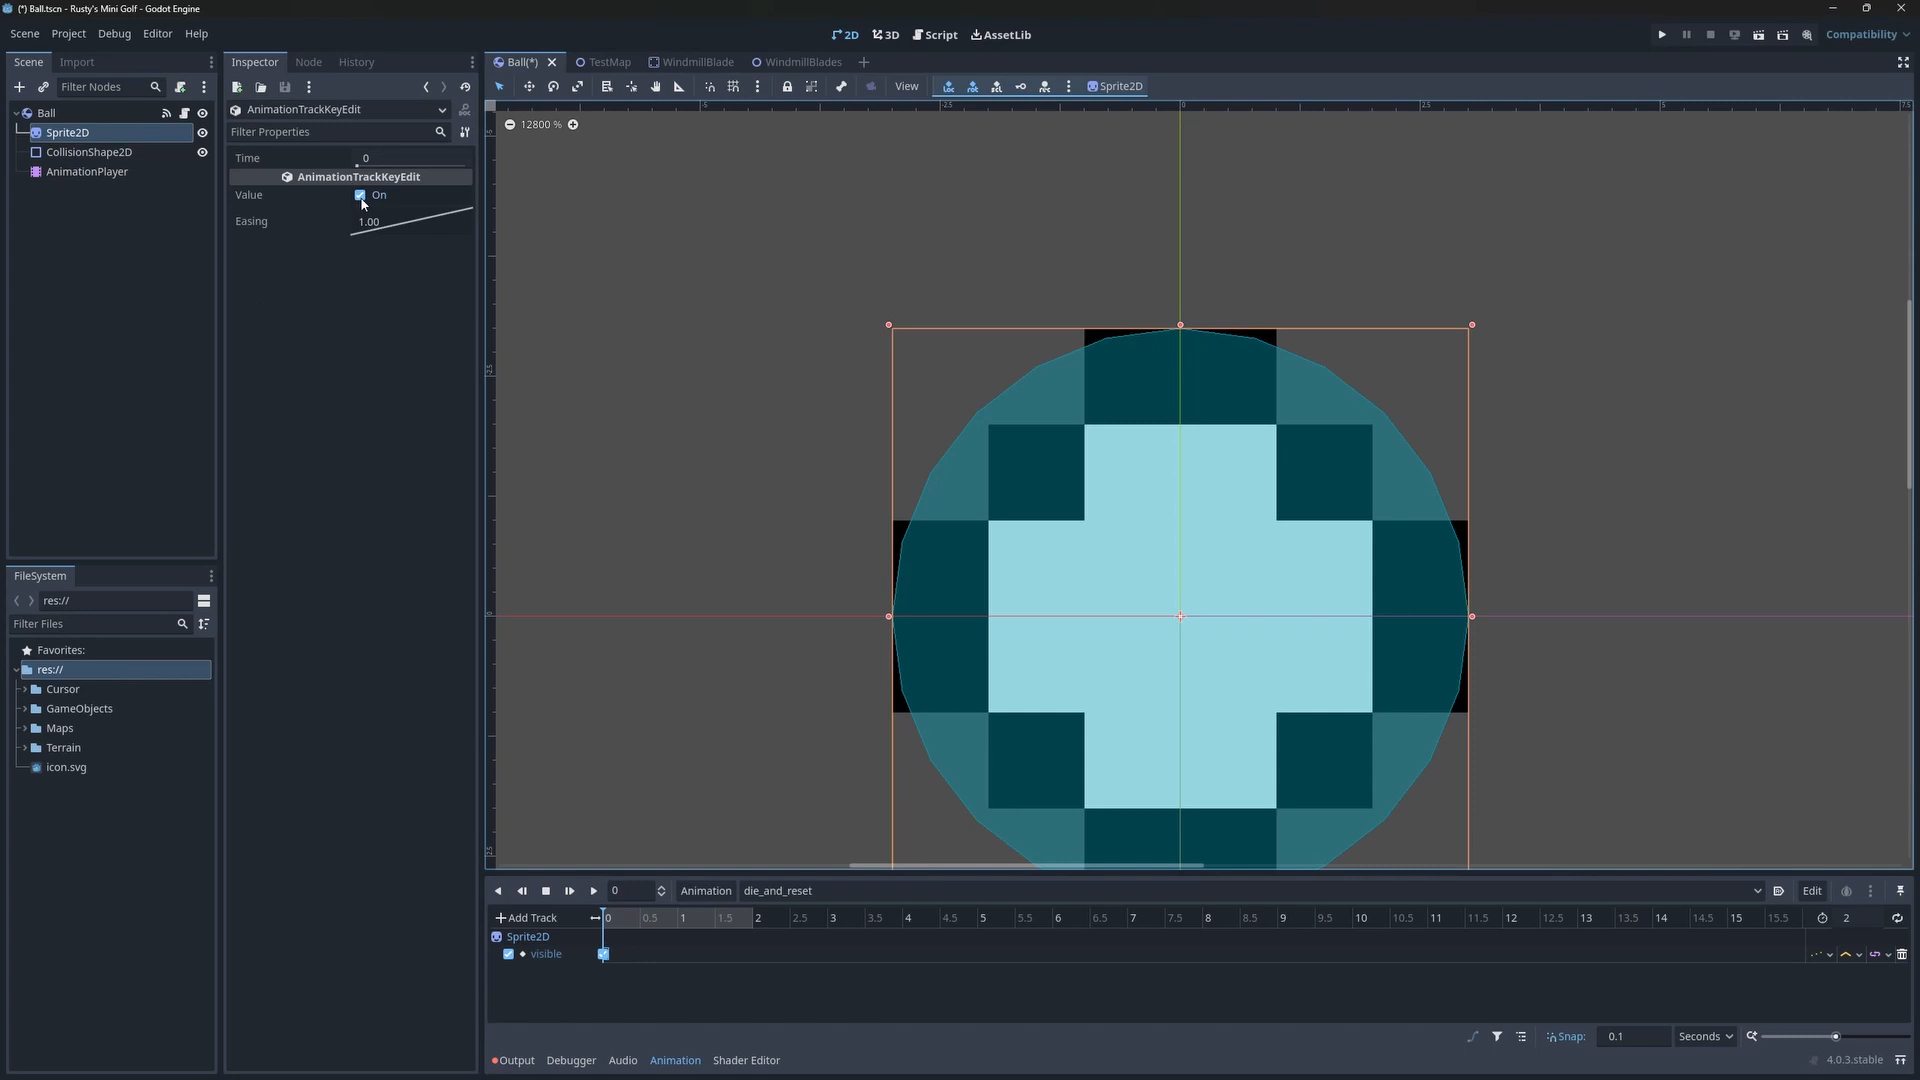 (*) Ball.tscn - Rusty's Mini Golf - Godot Engine
Scene Project Debug Editor Help
2D 3D Script AssetLib
Compatibility
Scene Import
Filter Nodes
Ball
Sprite2D
CollisionShape2D
AnimationPlayer
Inspector Node History
AnimationTrackKeyEdit
Filter Properties
Time 0
AnimationTrackKeyEdit
Value On
Easing 1.00
Ball(*) TestMap WindmillBlade WindmillBlades
View Sprite2D
12800 %
FileSystem
res://
Filter Files
Favorites:
res://
Cursor
GameObjects
Maps
Terrain
icon.svg
0 Animation die_and_reset Edit
Add Track 0 0.5 1 1.5 2 2.5 3 3.5 4 4.5 5 5.5 6 6.5 7 7.5 8 8.5 9 9.5 10 10.5 11 11.5 12 12.5 13 13.5 14 14.5 15 15.5 2
Sprite2D
visible
Snap: 0.1 Seconds
Output Debugger Audio Animation Shader Editor
4.0.3.stable